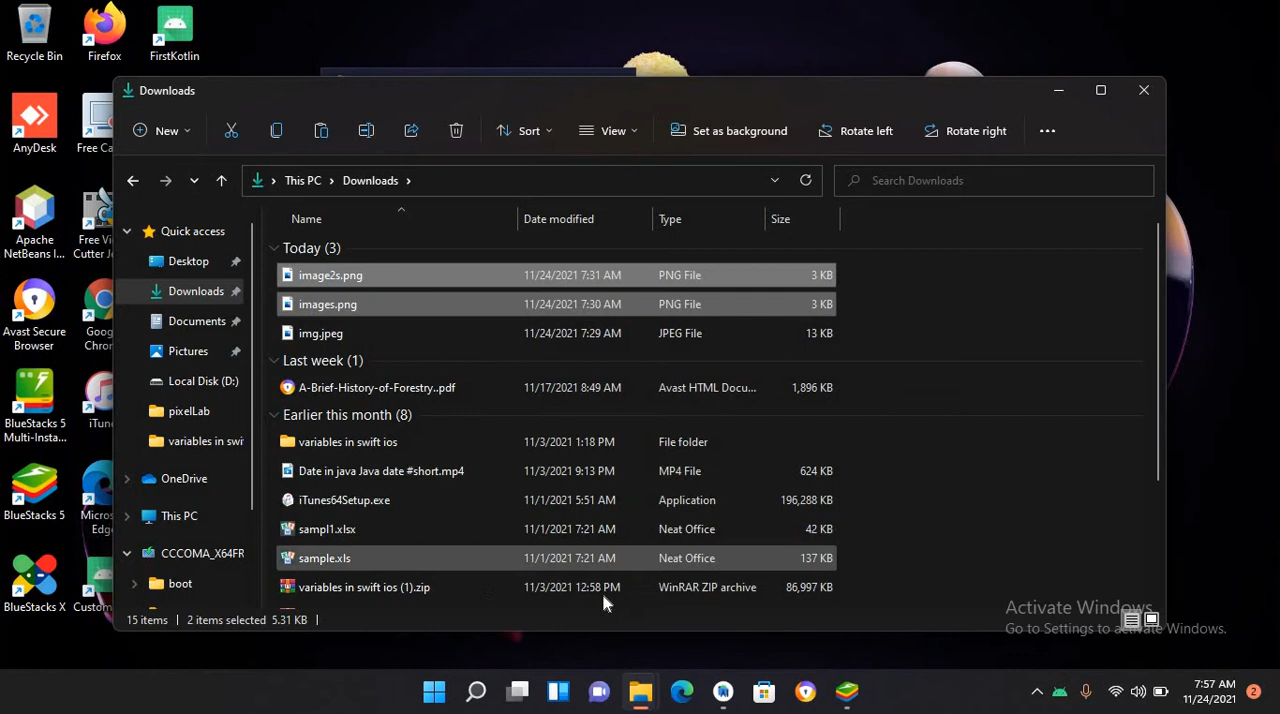 Recycle Bin
Firefox
FirstKotlin
AnyDesk
Free Ca
Apache
NetBeans I...
Free Vi
Cutter J
Avast Secure
Browser
Goog
Chron
BlueStacks 5
Multi-Insta...
iTun
BlueStacks 5
Micros
Edg
BlueStacks X
Custom
Downloads
New
Sort
View
Set as background
Rotate left
Rotate right
This PC
Downloads
Search Downloads
Quick access
Desktop
Downloads
Documents
Pictures
Local Disk (D:)
pixelLab
variables in swif
OneDrive
This PC
CCCOMA_X64FR
boot
Name Date modified Type Size
Today (3)
image2s.png 11/24/2021 7:31 AM PNG File 3 KB
images.png 11/24/2021 7:30 AM PNG File 3 KB
img.jpeg 11/24/2021 7:29 AM JPEG File 13 KB
Last week (1)
A-Brief-History-of-Forestry..pdf 11/17/2021 8:49 AM Avast HTML Docu... 1,896 KB
Earlier this month (8)
variables in swift ios 11/3/2021 1:18 PM File folder
Date in java Java date #short.mp4 11/3/2021 9:13 PM MP4 File 624 KB
iTunes64Setup.exe 11/1/2021 5:51 AM Application 196,288 KB
sampl1.xlsx 11/1/2021 7:21 AM Neat Office 42 KB
sample.xls 11/1/2021 7:21 AM Neat Office 137 KB
variables in swift ios (1).zip 11/3/2021 12:58 PM WinRAR ZIP archive 86,997 KB
15 items 2 items selected 5.31 KB
Activate Windows
Go to Settings to activate Windows.
7:57 AM
11/24/2021
2